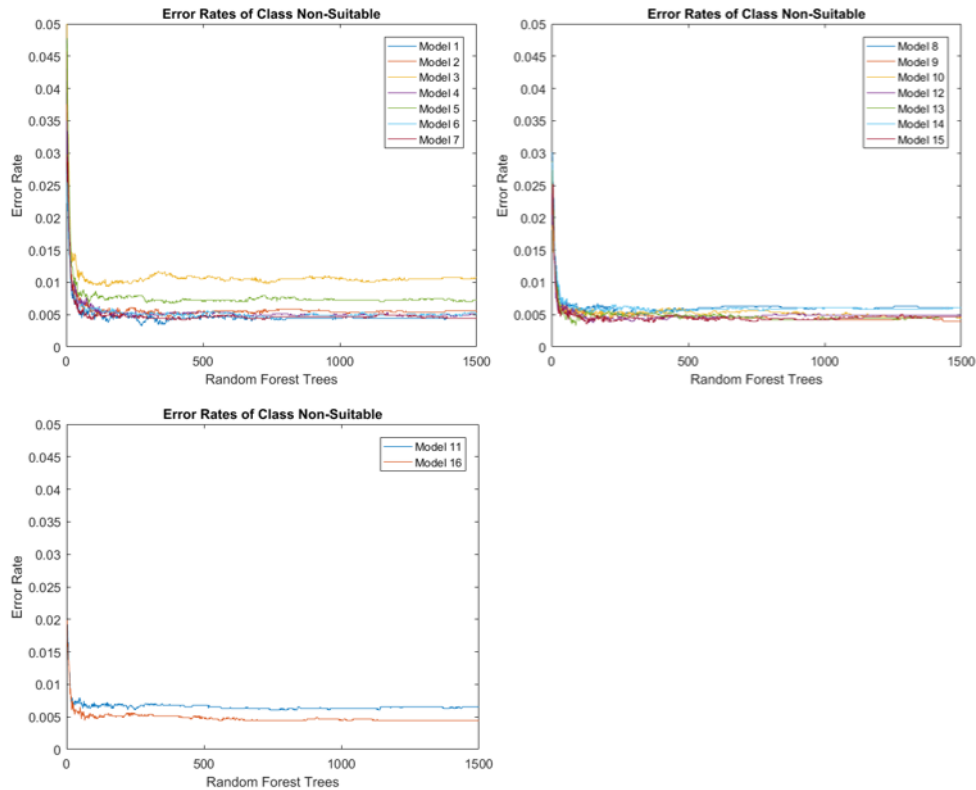 Error Rates of Class Non-Suitable
0.05
0.045
0.04
0.035
0.03
0.025
0.02
0.015
0.01
0.005
0
Error Rate
0
500
1000
1500
Random Forest Trees
Model 1
Model 2
Model 3
Model 4
Model 5
Model 6
Model 7
Error Rates of Class Non-Suitable
0.05
0.045
0.04
0.035
0.03
0.025
0.02
0.015
0.01
0.005
0
Error Rate
0
500
1000
1500
Random Forest Trees
Model 8
Model 9
Model 10
Model 12
Model 13
Model 14
Model 15
Error Rates of Class Non-Suitable
0.05
0.045
0.04
0.035
0.03
0.025
0.02
0.015
0.01
0.005
0
Error Rate
0
500
1000
1500
Random Forest Trees
Model 11
Model 16